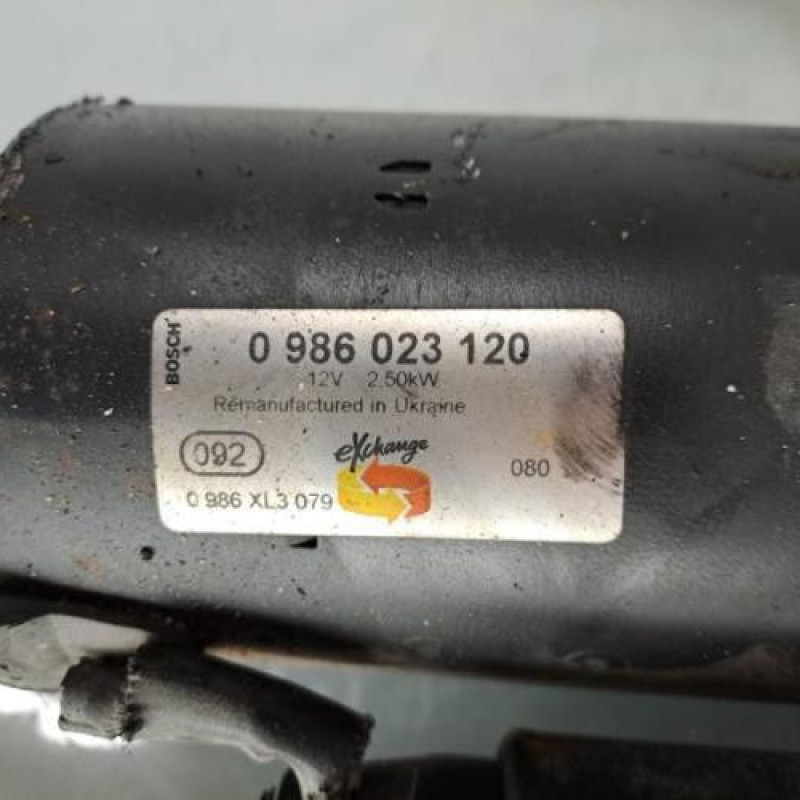 BOSCH
0 986 023 120
12V 2.50kW
Remanufactured in Ukraine
092
eXchange
080
0 986 XL3 079